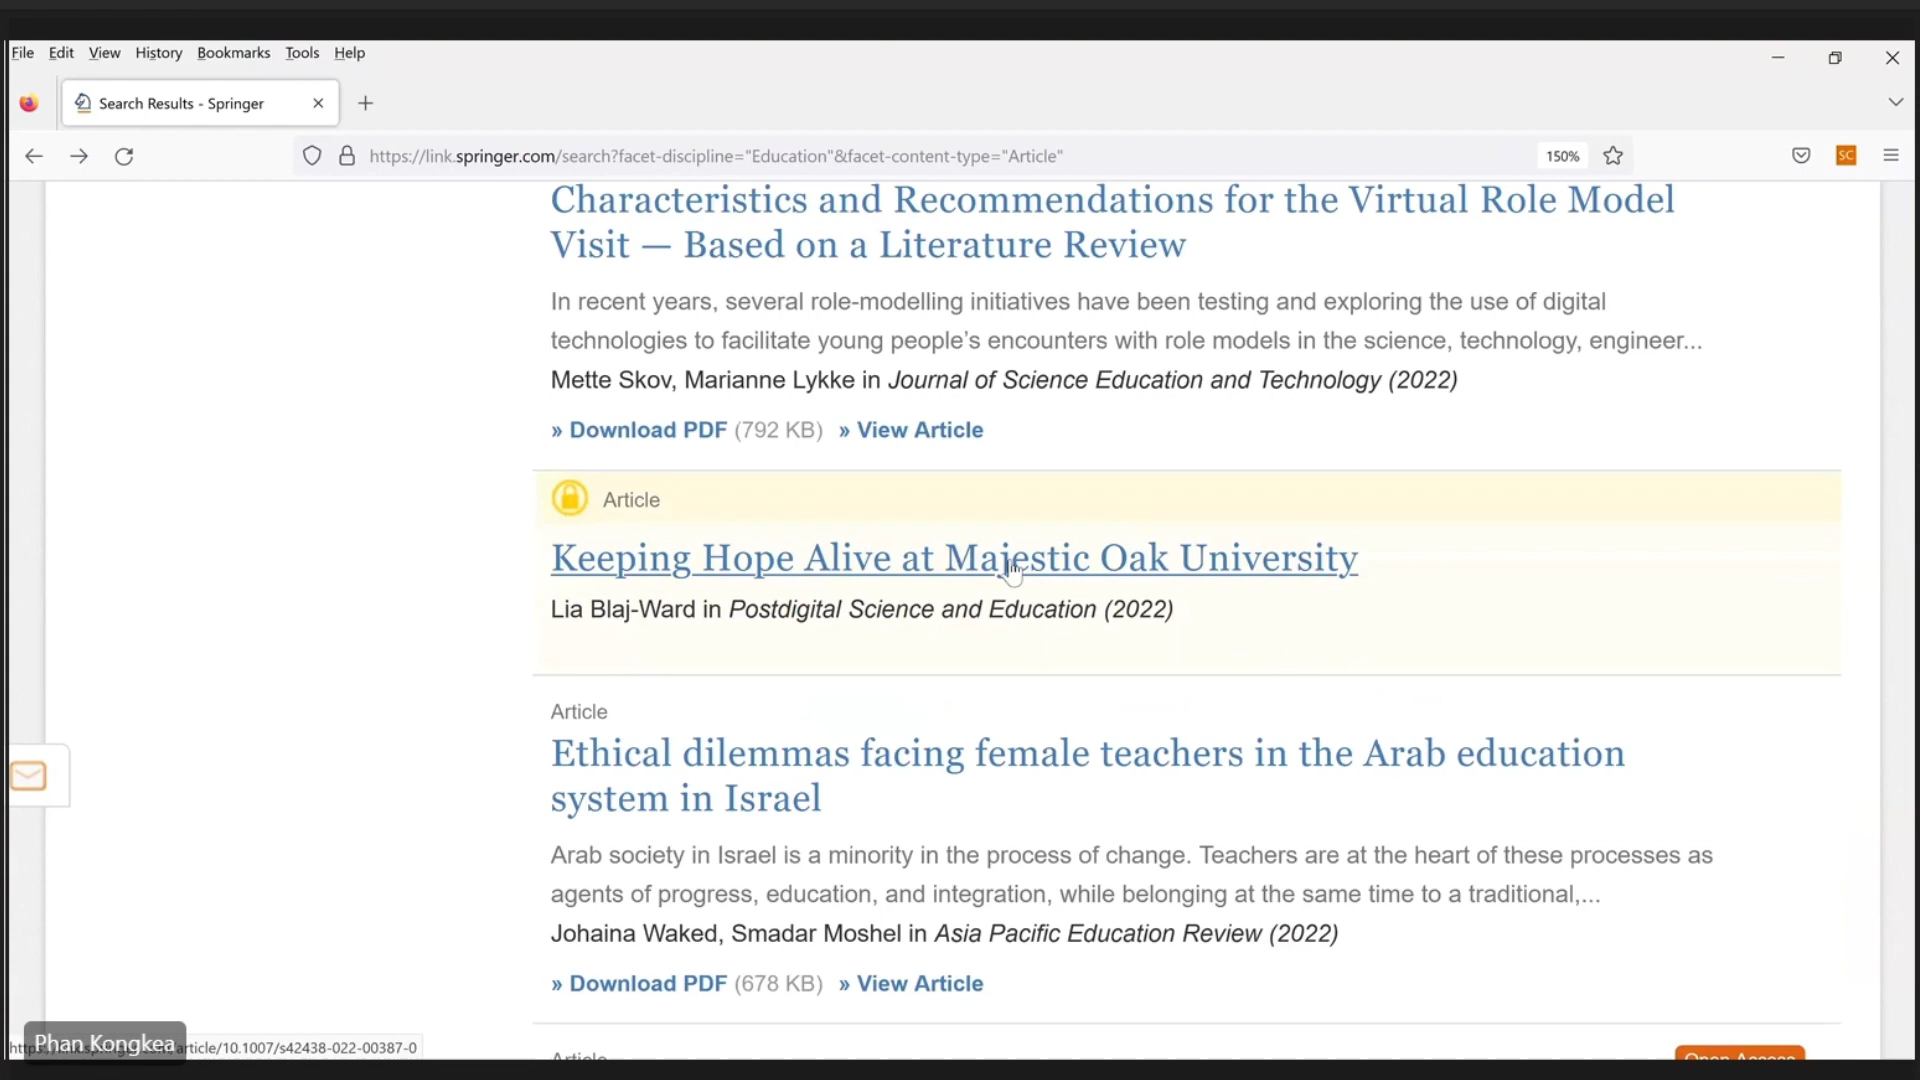 File Edit View History Bookmarks Tools Help
Search Results - Springer
https://link.springer.com/search?facet-discipline="Education"&facet-content-type="Article"
150%
SC
Characteristics and Recommendations for the Virtual Role Model
Visit — Based on a Literature Review
In recent years, several role-modelling initiatives have been testing and exploring the use of digital
technologies to facilitate young people’s encounters with role models in the science, technology, engineer...
Mette Skov, Marianne Lykke in Journal of Science Education and Technology (2022)
» Download PDF (792 KB) » View Article
Article
Keeping Hope Alive at Majestic Oak University
Lia Blaj-Ward in Postdigital Science and Education (2022)
Article
Ethical dilemmas facing female teachers in the Arab education
system in Israel
Arab society in Israel is a minority in the process of change. Teachers are at the heart of these processes as
agents of progress, education, and integration, while belonging at the same time to a traditional,...
Johaina Waked, Smadar Moshel in Asia Pacific Education Review (2022)
» Download PDF (678 KB) » View Article
Article
Open Access
Phan Kongkea
article/10.1007/s42438-022-00387-0